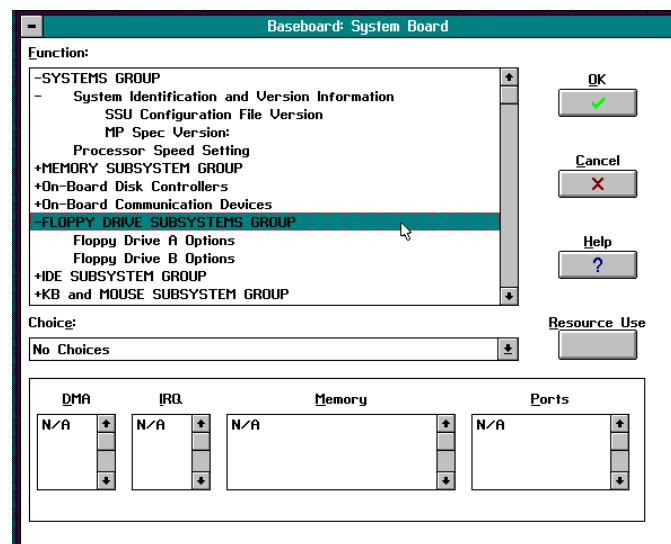 Baseboard: System Board
Function:
-SYSTEMS GROUP
- System Identification and Version Information
SSU Configuration File Version
MP Spec Version:
Processor Speed Setting
+MEMORY SUBSYSTEM GROUP
+On-Board Disk Controllers
+On-Board Communication Devices
-FLOPPY DRIVE SUBSYSTEMS GROUP
Floppy Drive A Options
Floppy Drive B Options
+IDE SUBSYSTEM GROUP
+KB and MOUSE SUBSYSTEM GROUP
OK
Cancel
Help
?
Choice:
No Choices
Resource Use
DMA IRQ Memory Ports
N/A N/A N/A N/A